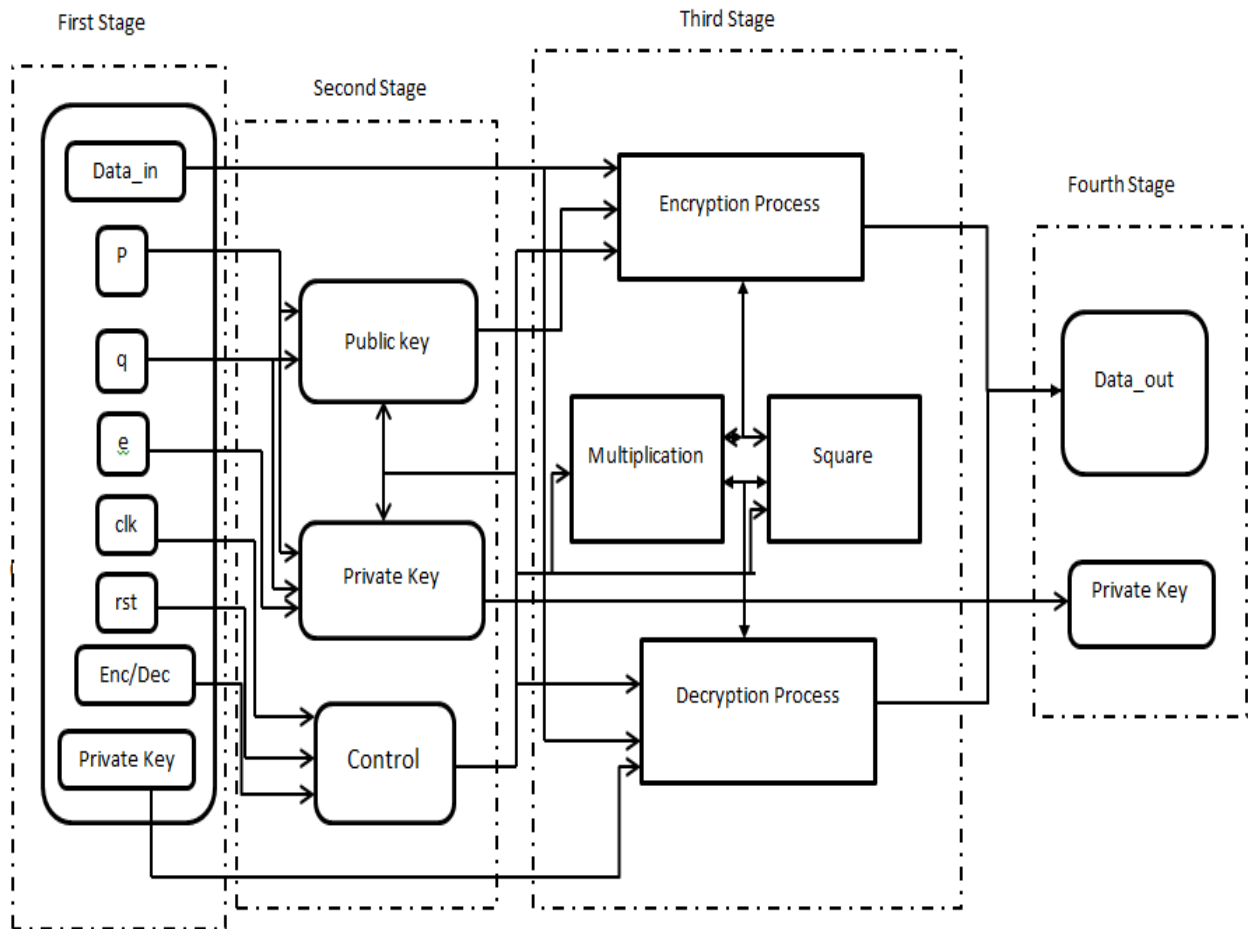 First Stage
Second Stage
Third Stage
Fourth Stage
Data_in
P
q
e
clk
rst
Enc/Dec
Private Key
Public key
Private Key
Control
Encryption Process
Multiplication
Square
Decryption Process
Data_out
Private Key